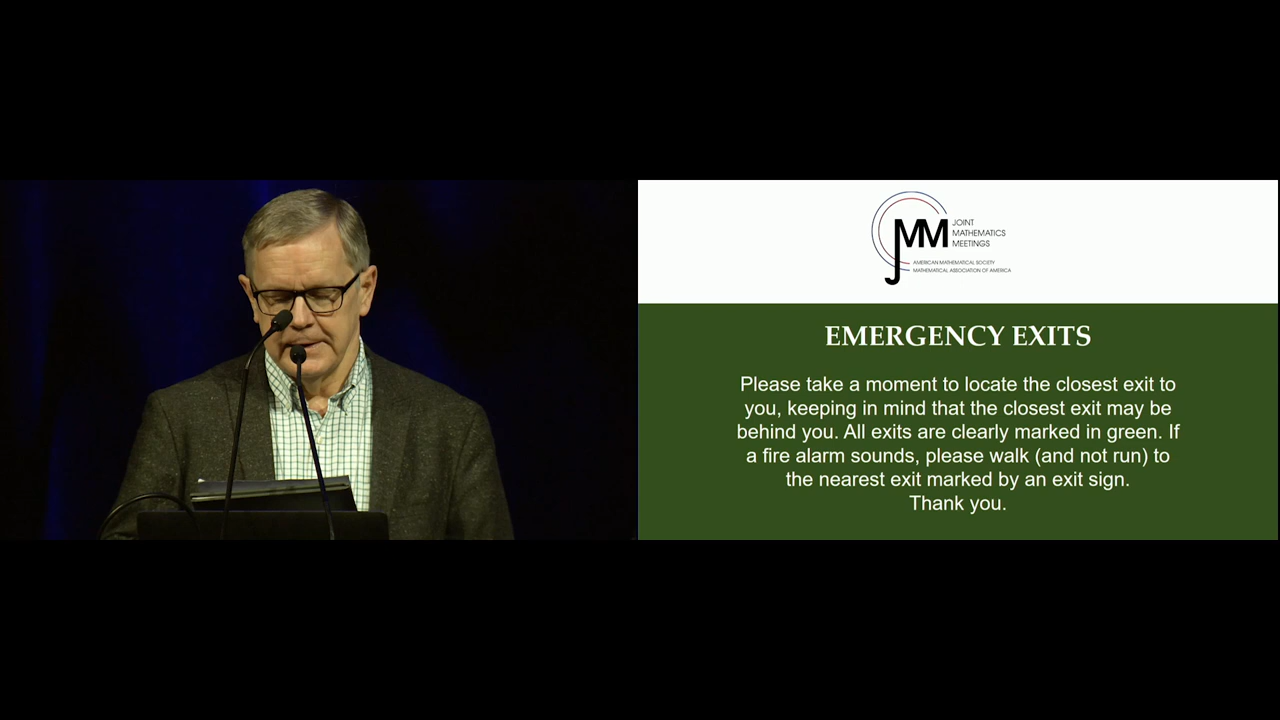 JMM
JOINT
MATHEMATICS
MEETINGS
AMERICAN MATHEMATICAL SOCIETY
MATHEMATICAL ASSOCIATION OF AMERICA
EMERGENCY EXITS
Please take a moment to locate the closest exit to
you, keeping in mind that the closest exit may be
behind you. All exits are clearly marked in green. If
a fire alarm sounds, please walk (and not run) to
the nearest exit marked by an exit sign.
Thank you.